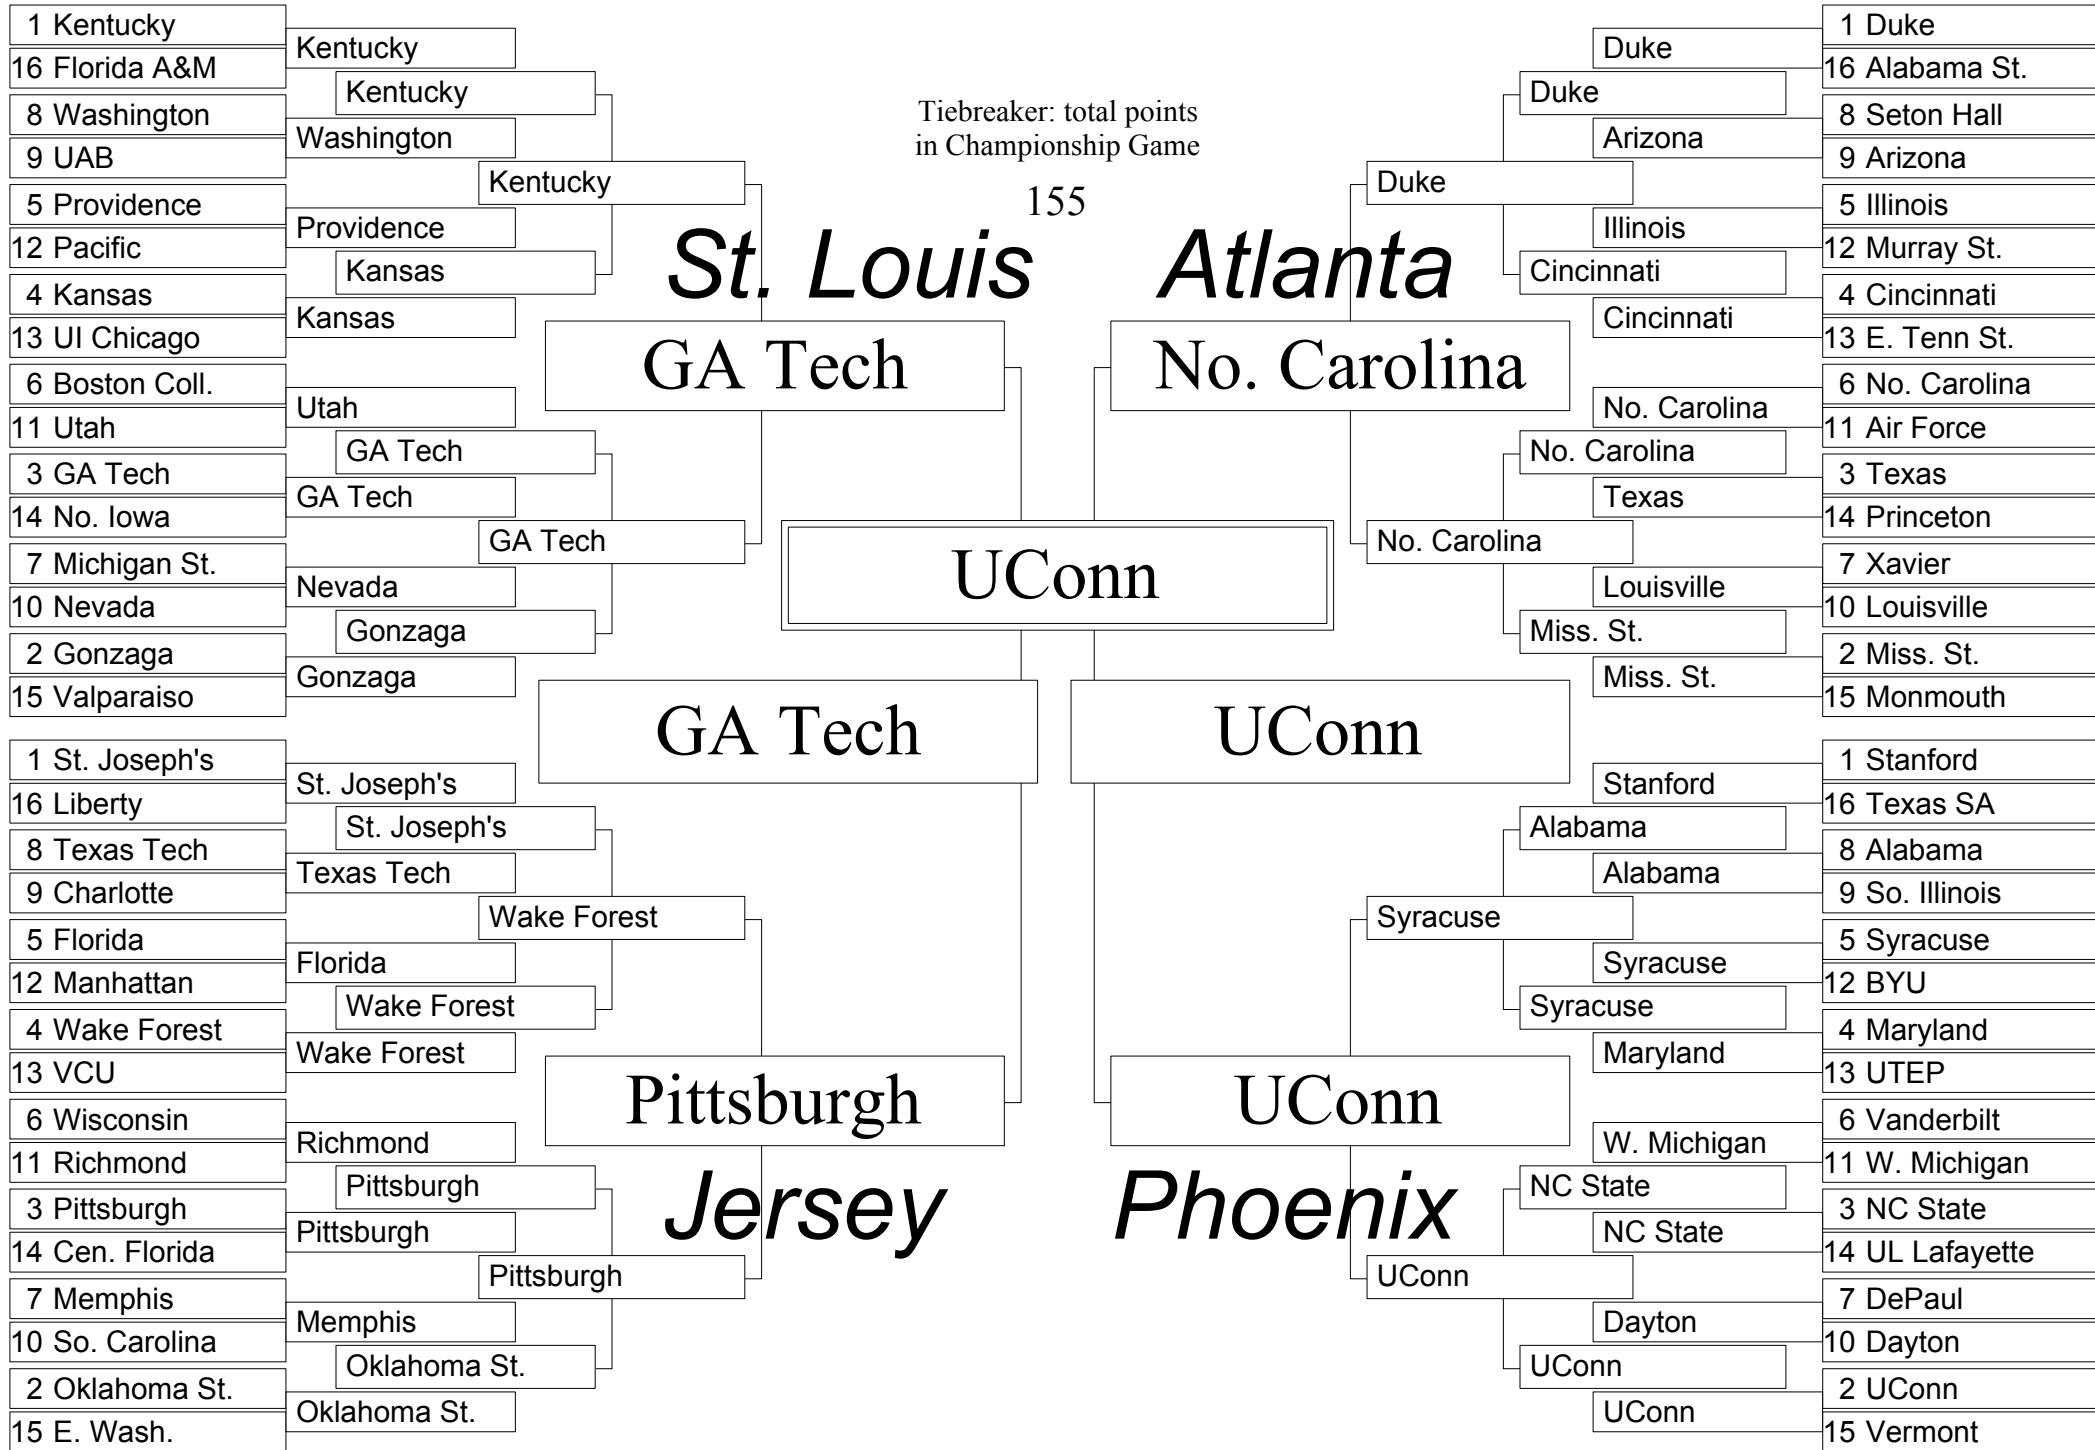 1 Kentucky
16 Florida A&M
8 Washington
9 UAB
5 Providence
12 Pacific
4 Kansas
13 UI Chicago
6 Boston Coll.
11 Utah
3 GA Tech
14 No. Iowa
7 Michigan St.
10 Nevada
2 Gonzaga
15 Valparaiso
Kentucky
Washington
Providence
Kansas
Utah
GA Tech
Nevada
Gonzaga
Kentucky
Kansas
GA Tech
Gonzaga
Kentucky
GA Tech
St. Louis
GA Tech
1 St. Joseph's
16 Liberty
8 Texas Tech
9 Charlotte
5 Florida
12 Manhattan
4 Wake Forest
13 VCU
6 Wisconsin
11 Richmond
3 Pittsburgh
14 Cen. Florida
7 Memphis
10 So. Carolina
2 Oklahoma St.
15 E. Wash.
St. Joseph's
Texas Tech
Florida
Wake Forest
Richmond
Pittsburgh
Memphis
Oklahoma St.
St. Joseph's
Wake Forest
Pittsburgh
Oklahoma St.
Wake Forest
Pittsburgh
Pittsburgh
Jersey
Tiebreaker: total points
in Championship Game
155
UConn
GA Tech
UConn
Atlanta
No. Carolina
Duke
No. Carolina
Duke
Cincinnati
No. Carolina
Miss. St.
Duke
Arizona
Illinois
Cincinnati
No. Carolina
Texas
Louisville
Miss. St.
1 Duke
16 Alabama St.
8 Seton Hall
9 Arizona
5 Illinois
12 Murray St.
4 Cincinnati
13 E. Tenn St.
6 No. Carolina
11 Air Force
3 Texas
14 Princeton
7 Xavier
10 Louisville
2 Miss. St.
15 Monmouth
UConn
Phoenix
Syracuse
UConn
Alabama
Syracuse
NC State
UConn
Stanford
Alabama
Syracuse
Maryland
W. Michigan
NC State
Dayton
UConn
1 Stanford
16 Texas SA
8 Alabama
9 So. Illinois
5 Syracuse
12 BYU
4 Maryland
13 UTEP
6 Vanderbilt
11 W. Michigan
3 NC State
14 UL Lafayette
7 DePaul
10 Dayton
2 UConn
15 Vermont